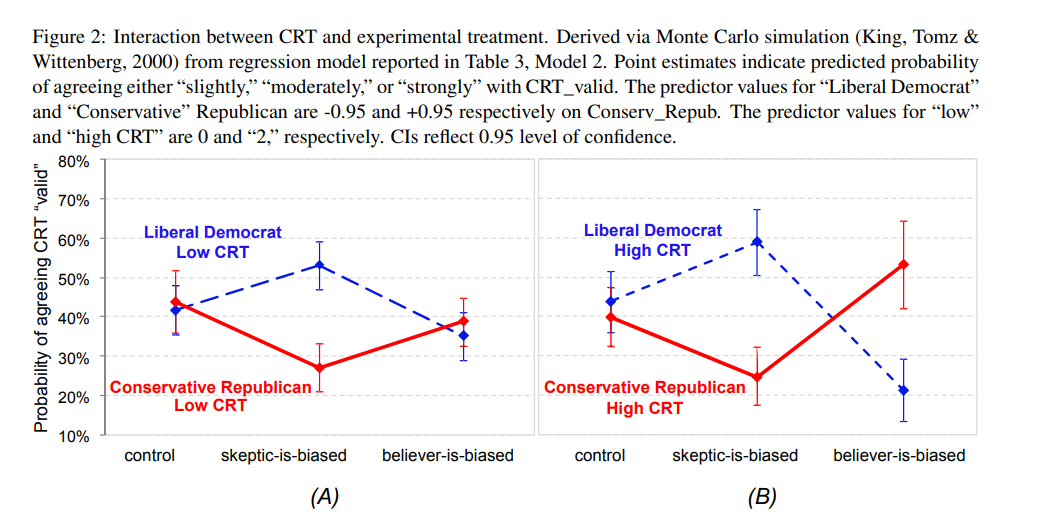 Figure 2: Interaction between CRT and experimental treatment. Derived via Monte Carlo simulation (King, Tomz &
Wittenberg, 2000) from regression model reported in Table 3, Model 2. Point estimates indicate predicted probability
of agreeing either “slightly,” “moderately,” or “strongly” with CRT_valid. The predictor values for “Liberal Democrat”
and “Conservative” Republican are -0.95 and +0.95 respectively on Conserv_Repub. The predictor values for “low”
and “high CRT” are 0 and “2,” respectively. CIs reflect 0.95 level of confidence.
Probability of agreeing CRT “valid”
80%
70%
60%
50%
40%
30%
20%
10%
Liberal Democrat
Low CRT
Conservative Republican
Low CRT
control skeptic-is-biased believer-is-biased
(A)
Liberal Democrat
High CRT
Conservative Republican
High CRT
control skeptic-is-biased believer-is-biased
(B)